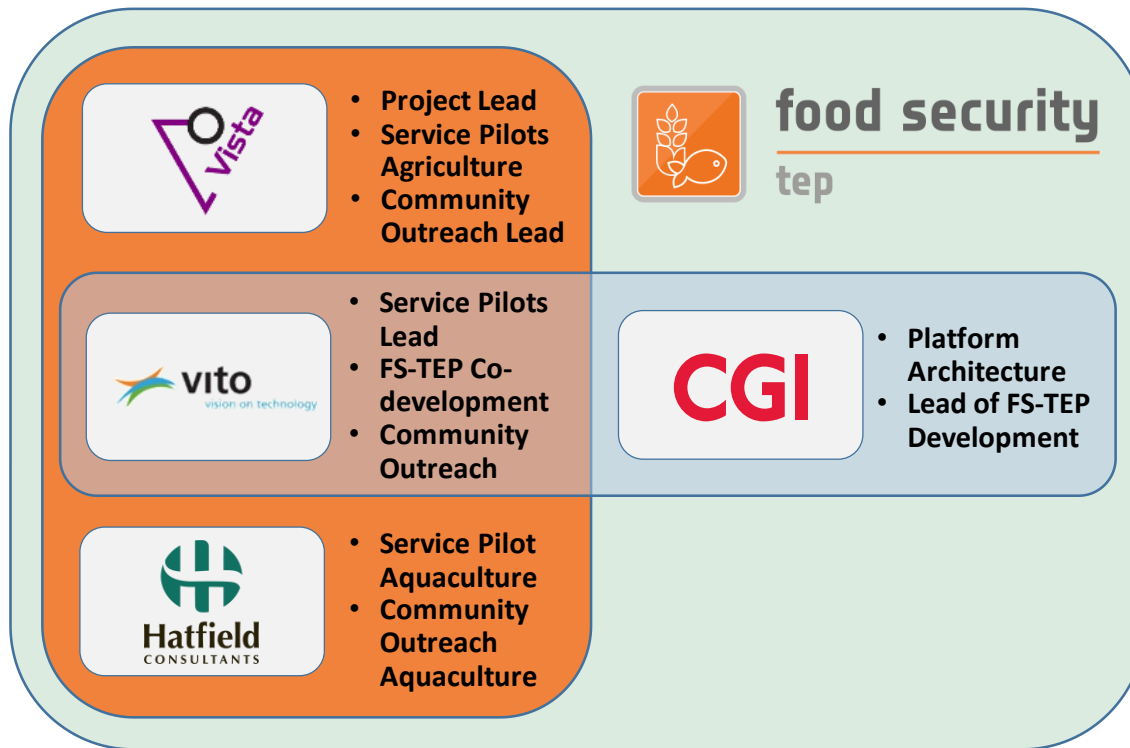 Vista
• Project Lead
• Service Pilots
Agriculture
• Community
Outreach Lead
food security
tep
vito
vision on technology
• Service Pilots
Lead
• FS-TEP Co-
development
• Community
Outreach
CGI
• Platform
Architecture
• Lead of FS-TEP
Development
Hatfield
CONSULTANTS
• Service Pilot
Aquaculture
• Community
Outreach
Aquaculture